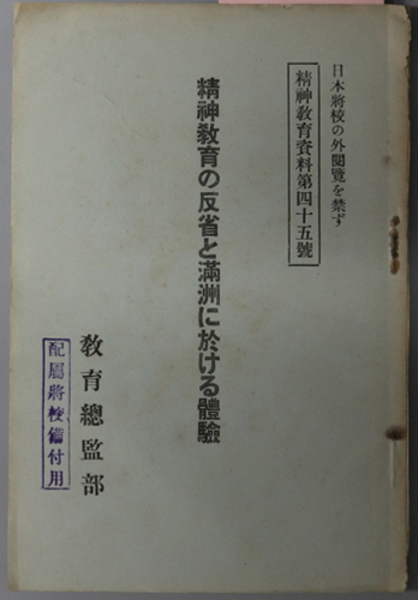 日本將校の外閲覽を禁ず
精神教育資料第四十五號
精神教育の反省と滿洲に於ける體驗
教育總監部
配屬將校備付用